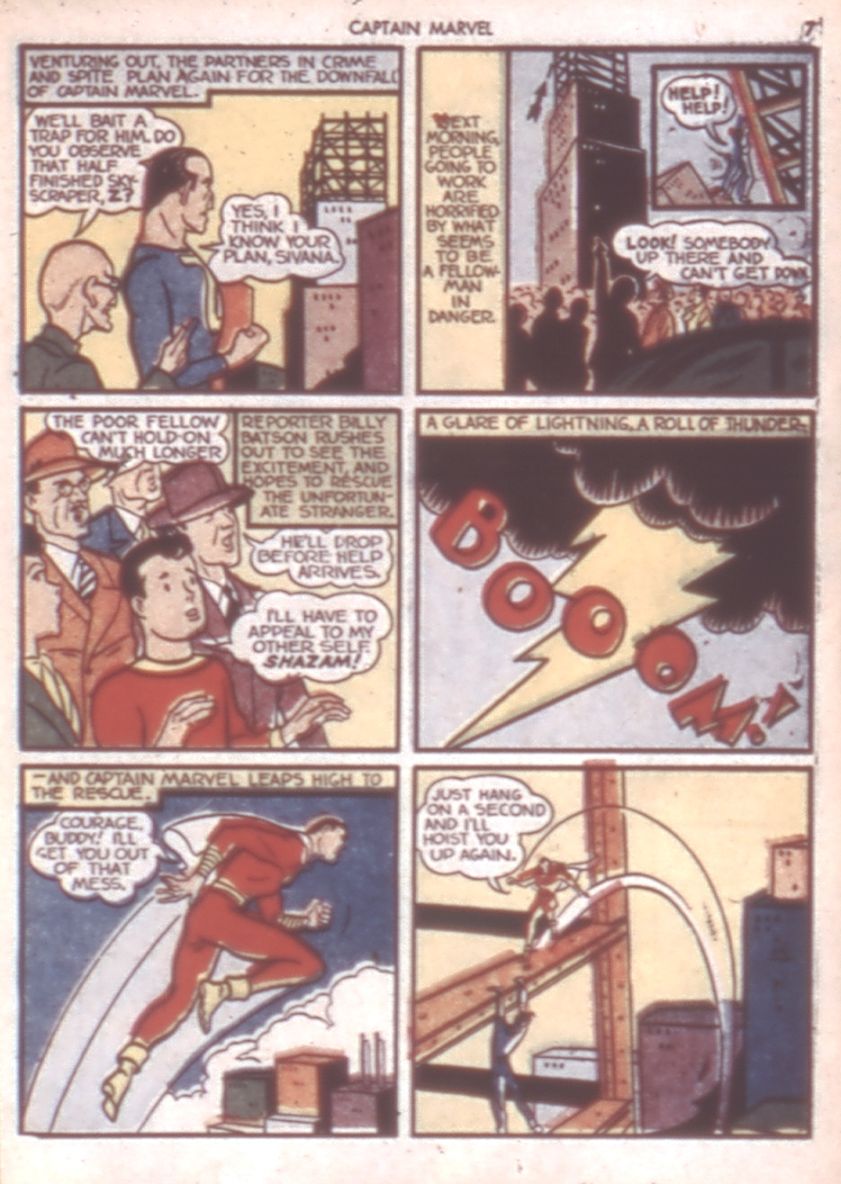 CAPTAIN MARVEL
7
VENTURING OUT, THE PARTNERS IN CRIME
AND SPITE PLAN AGAIN FOR THE DOWNFALL
OF CAPTAIN MARVEL.
WE'LL BAIT A
TRAP FOR HIM. DO
YOU OBSERVE
THAT HALF
FINISHED SKY-
SCRAPER, Z?
YES, I
THINK I
KNOW YOUR
PLAN, SIVANA.
NEXT
MORNING,
PEOPLE
GOING TO
WORK
ARE
HORRIFIED
BY WHAT
SEEMS
TO BE
A FELLOW-
MAN
IN
DANGER.
HELP!
HELP!
LOOK! SOMEBODY
UP THERE AND
CAN'T GET DOWN
THE POOR FELLOW
CAN'T HOLD ON
MUCH LONGER
REPORTER BILLY
BATSON RUSHES
OUT TO SEE THE
EXCITEMENT, AND
HOPES TO RESCUE
THE UNFORTUN-
ATE STRANGER.
HE'LL DROP
BEFORE HELP
ARRIVES.
I'LL HAVE TO
APPEAL TO MY
OTHER SELF.
SHAZAM!
A GLARE OF LIGHTNING, A ROLL OF THUNDER-
BOOOM!
—AND CAPTAIN MARVEL LEAPS HIGH TO
THE RESCUE.
COURAGE,
BUDDY! I'LL
GET YOU OUT
OF THAT
MESS.
JUST HANG
ON A SECOND
AND I'LL
HOIST YOU
UP AGAIN.